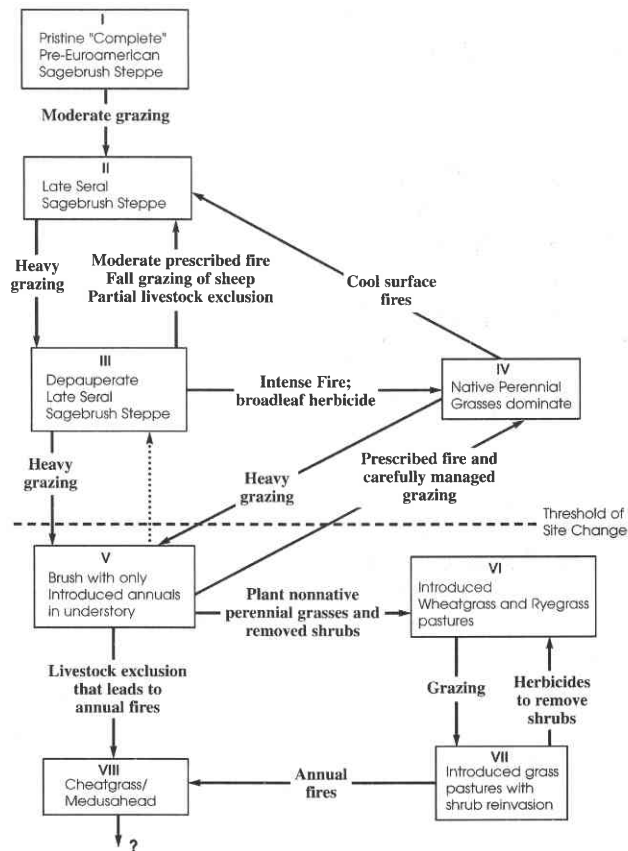 I
Pristine "Complete"
Pre-Euroamerican
Sagebrush Steppe
Moderate grazing
II
Late Seral
Sagebrush Steppe
Heavy
grazing
Moderate prescribed fire
Fall grazing of sheep
Partial livestock exclusion
Cool surface
fires
III
Depauperate
Late Seral
Sagebrush Steppe
Intense Fire;
broadleaf herbicide
IV
Native Perennial
Grasses dominate
Heavy
grazing
Heavy
grazing
Prescribed fire and
carefully managed
grazing
Threshold of
Site Change
V
Brush with only
Introduced annuals
in understory
Plant nonnative
perennial grasses and
removed shrubs
VI
Introduced
Wheatgrass and Ryegrass
pastures
Livestock exclusion
that leads to
annual fires
Grazing
Herbicides
to remove
shrubs
VIII
Cheatgrass/
Medusahead
Annual
fires
VII
Introduced grass
pastures with
shrub reinvasion
?